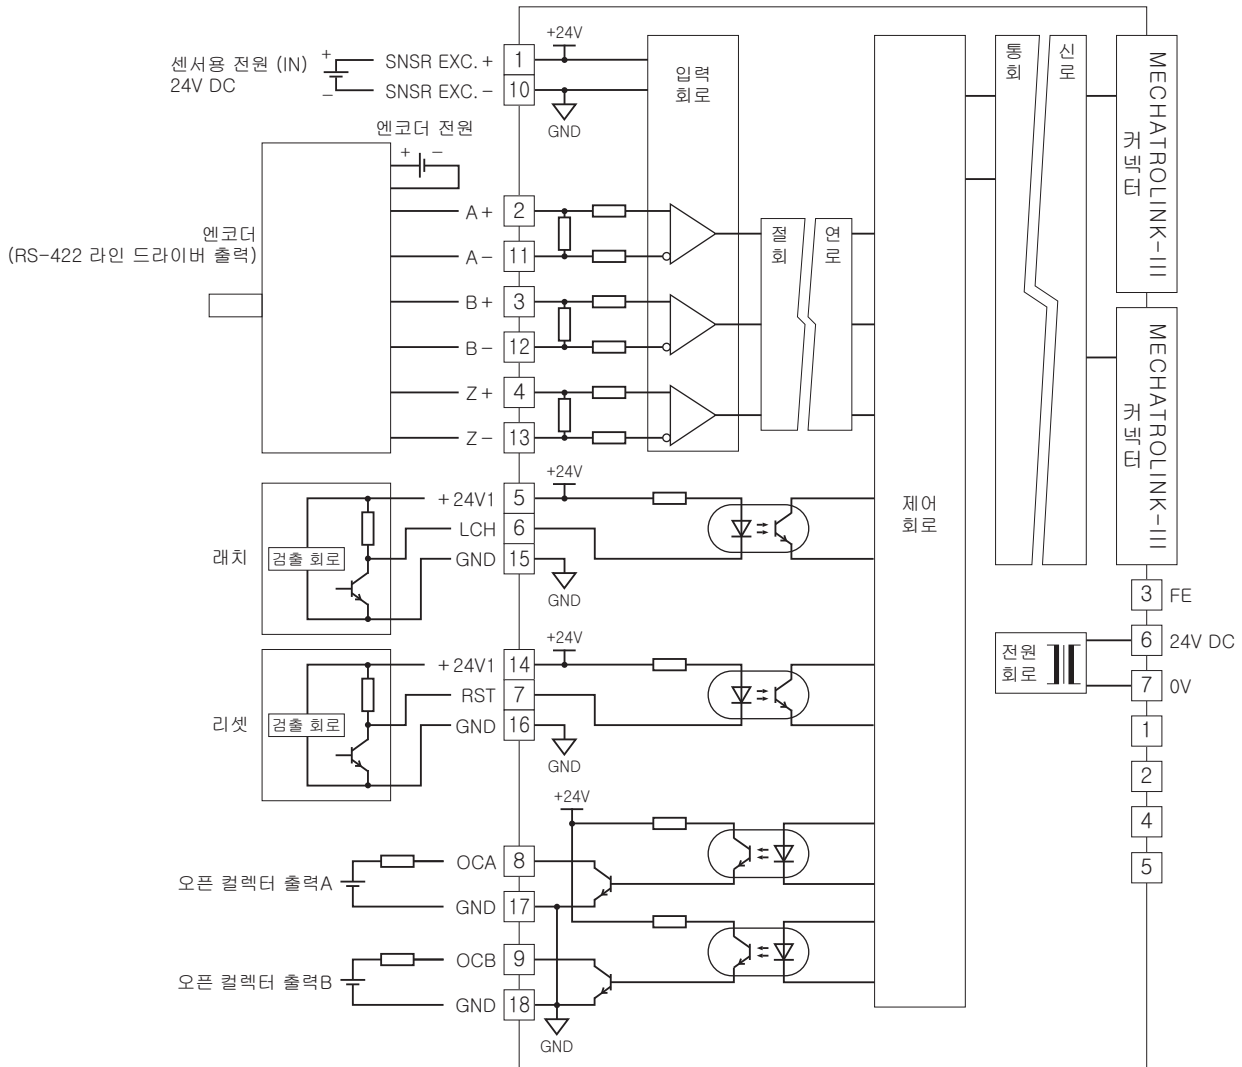 센서용 전원 (IN)
24V DC
+
−
SNSR EXC. +
SNSR EXC. −
1
10
+24V
GND
입력
회로
엔코더 전원
+ −
엔코더
(RS-422 라인 드라이버 출력)
A+
2
A−
11
B+
3
B−
12
Z+
4
Z−
13
절연
회로
통신
회로
제어
회로
MECHATROLINK-III
커넥터
MECHATROLINK-III
커넥터
래치
검출 회로
+24V1
5
LCH
6
GND
15
+24V
GND
리셋
검출 회로
+24V1
14
RST
7
GND
16
+24V
GND
+24V
오픈 컬렉터 출력A
OCA
8
GND
17
오픈 컬렉터 출력B
OCB
9
GND
18
GND
전원
회로
3
FE
6
24V DC
7
0V
1
2
4
5